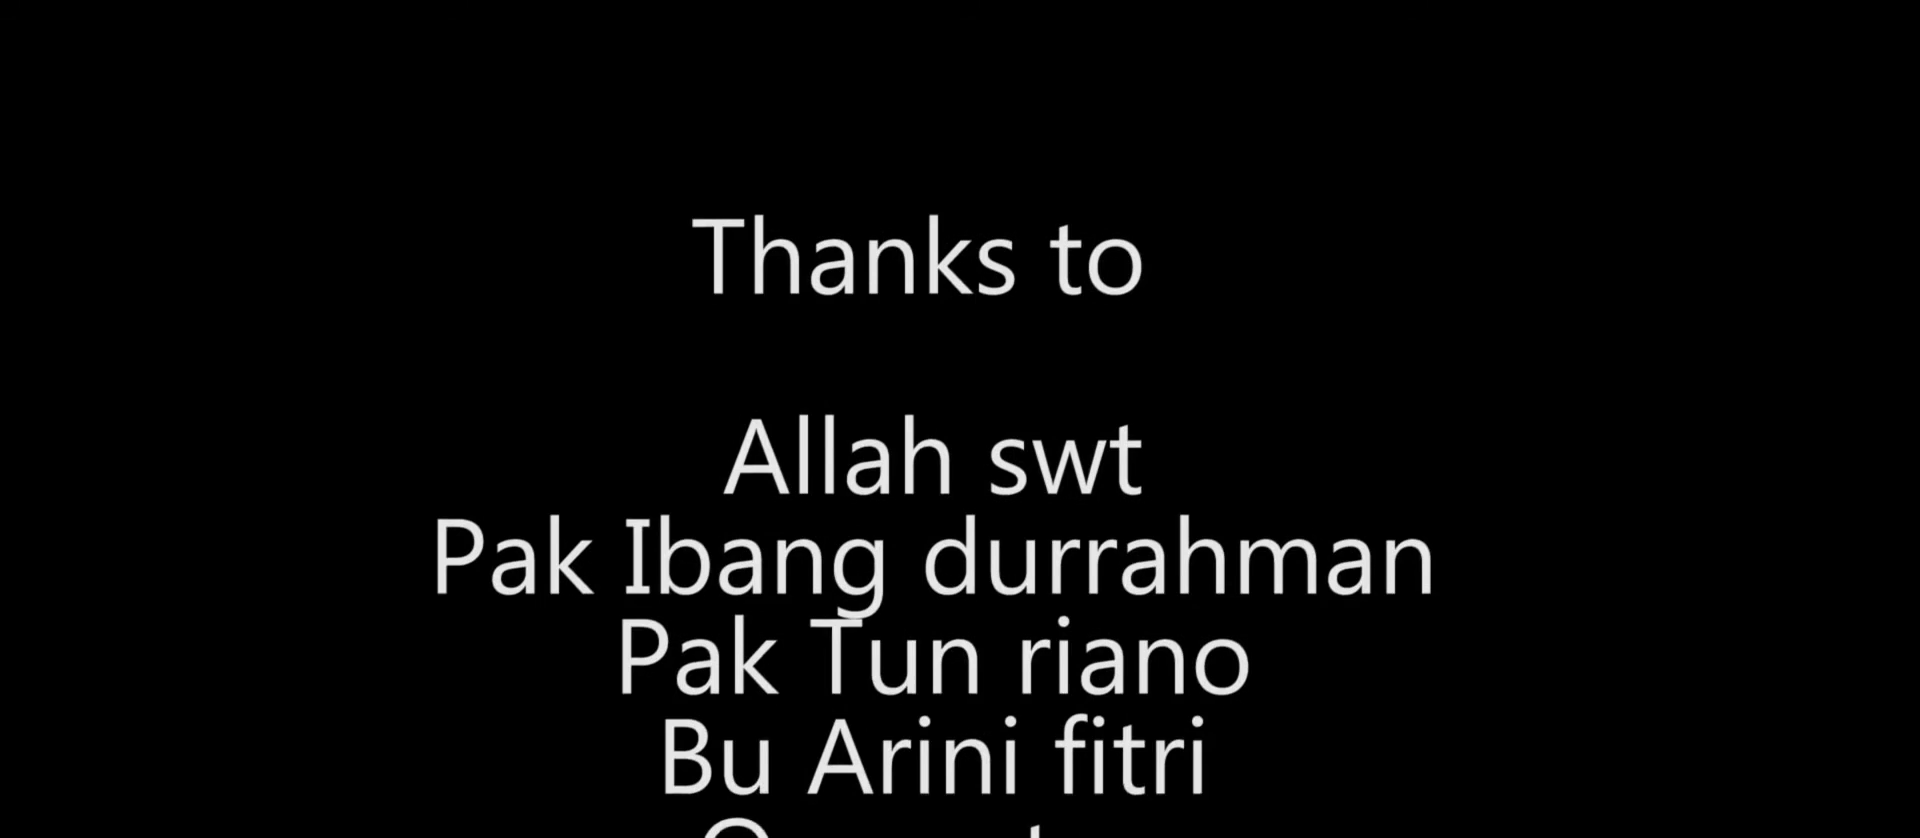 Thanks to
Allah swt
Pak Ibang durrahman
Pak Tun riano
Bu Arini fitri